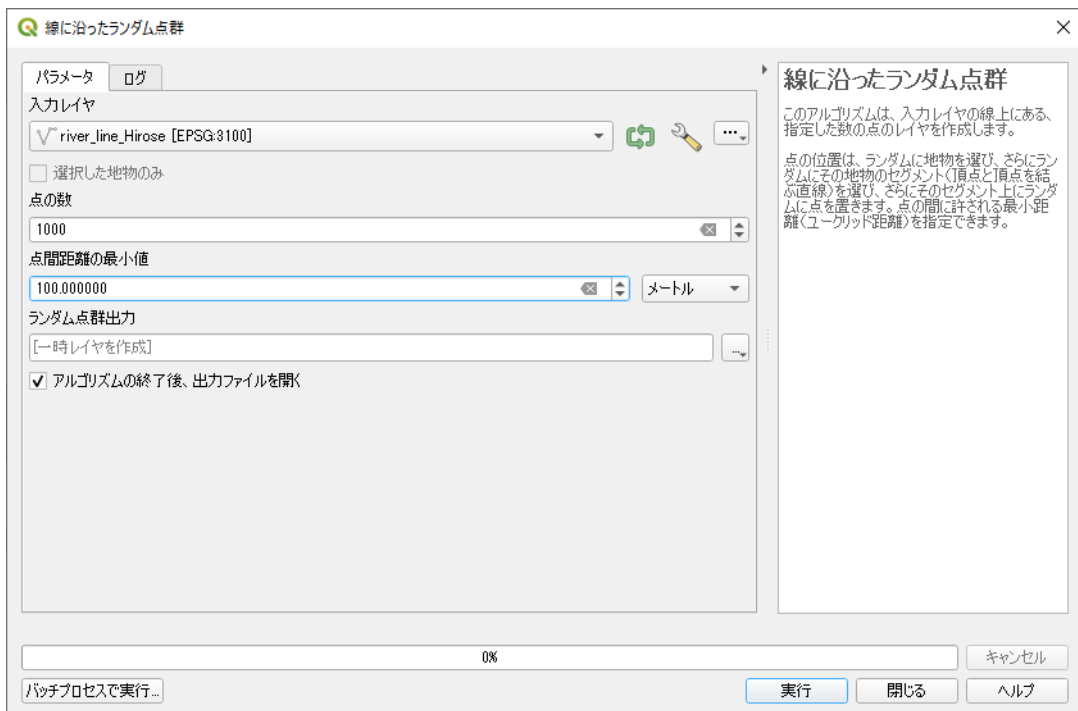 線に沿ったランダム点群
パラメータ
ログ
入力レイヤ
river_line_Hirose [EPSG:3100]
...
選択した地物のみ
点の数
1000
点間距離の最小値
100.000000
メートル
ランダム点群出力
[一時レイヤを作成]
...
アルゴリズムの終了後、出力ファイルを開く
線に沿ったランダム点群
このアルゴリズムは、入力レイヤの線上にある、
指定した数の点のレイヤを作成します。
点の位置は、ランダムに地物を選び、さらにラン
ダムにその地物のセグメント(頂点と頂点を結
ぶ直線)を選び、さらにそのセグメント上にランダ
ムに点を置きます。点の間に許される最小距
離(ユークリッド距離)を指定できます。
0%
キャンセル
バッチプロセスで実行...
実行
閉じる
ヘルプ